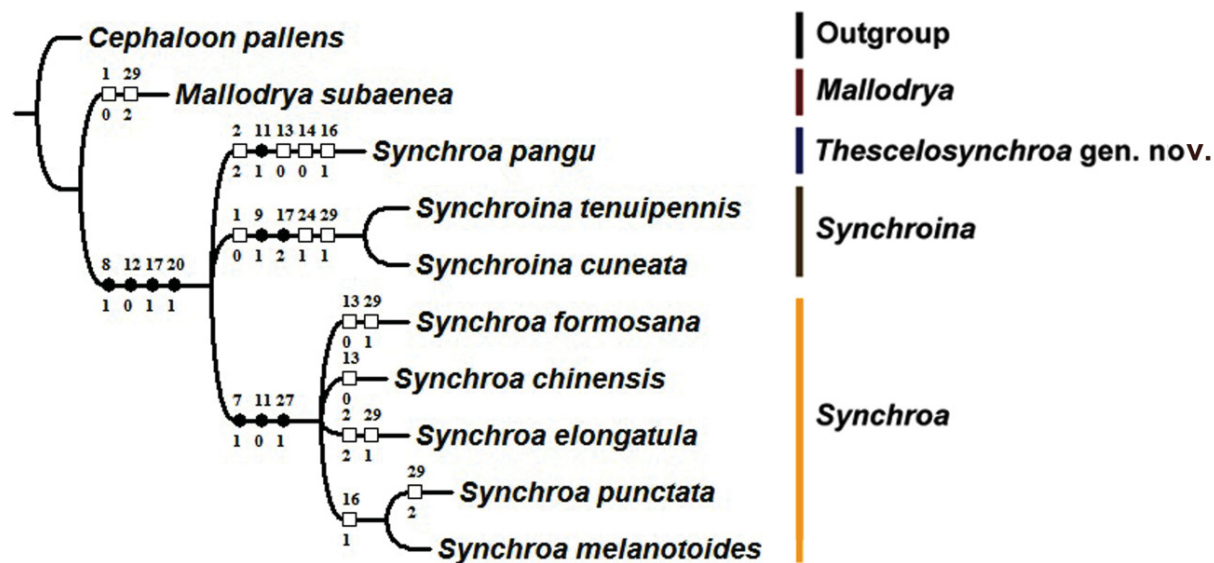 Cephaloon pallens
Outgroup
1 29
Mallodrya subaenea
0 2
Mallodrya
2 11 13 14 16
Synchroa pangu
2 1 0 0 1
Thescelosynchroa gen. nov.
Synchroina tenuipennis
1 9 17 24 29
0 1 2 1 1
Synchroina
Synchroina cuneata
8 12 17 20
1 0 1 1
13 29
Synchroa formosana
0 1
13
Synchroa chinensis
0
7 11 27
1 0 1
2 29
Synchroa elongatula
2 1
Synchroa
29
Synchroa punctata
2
16
1
Synchroa melanotoides